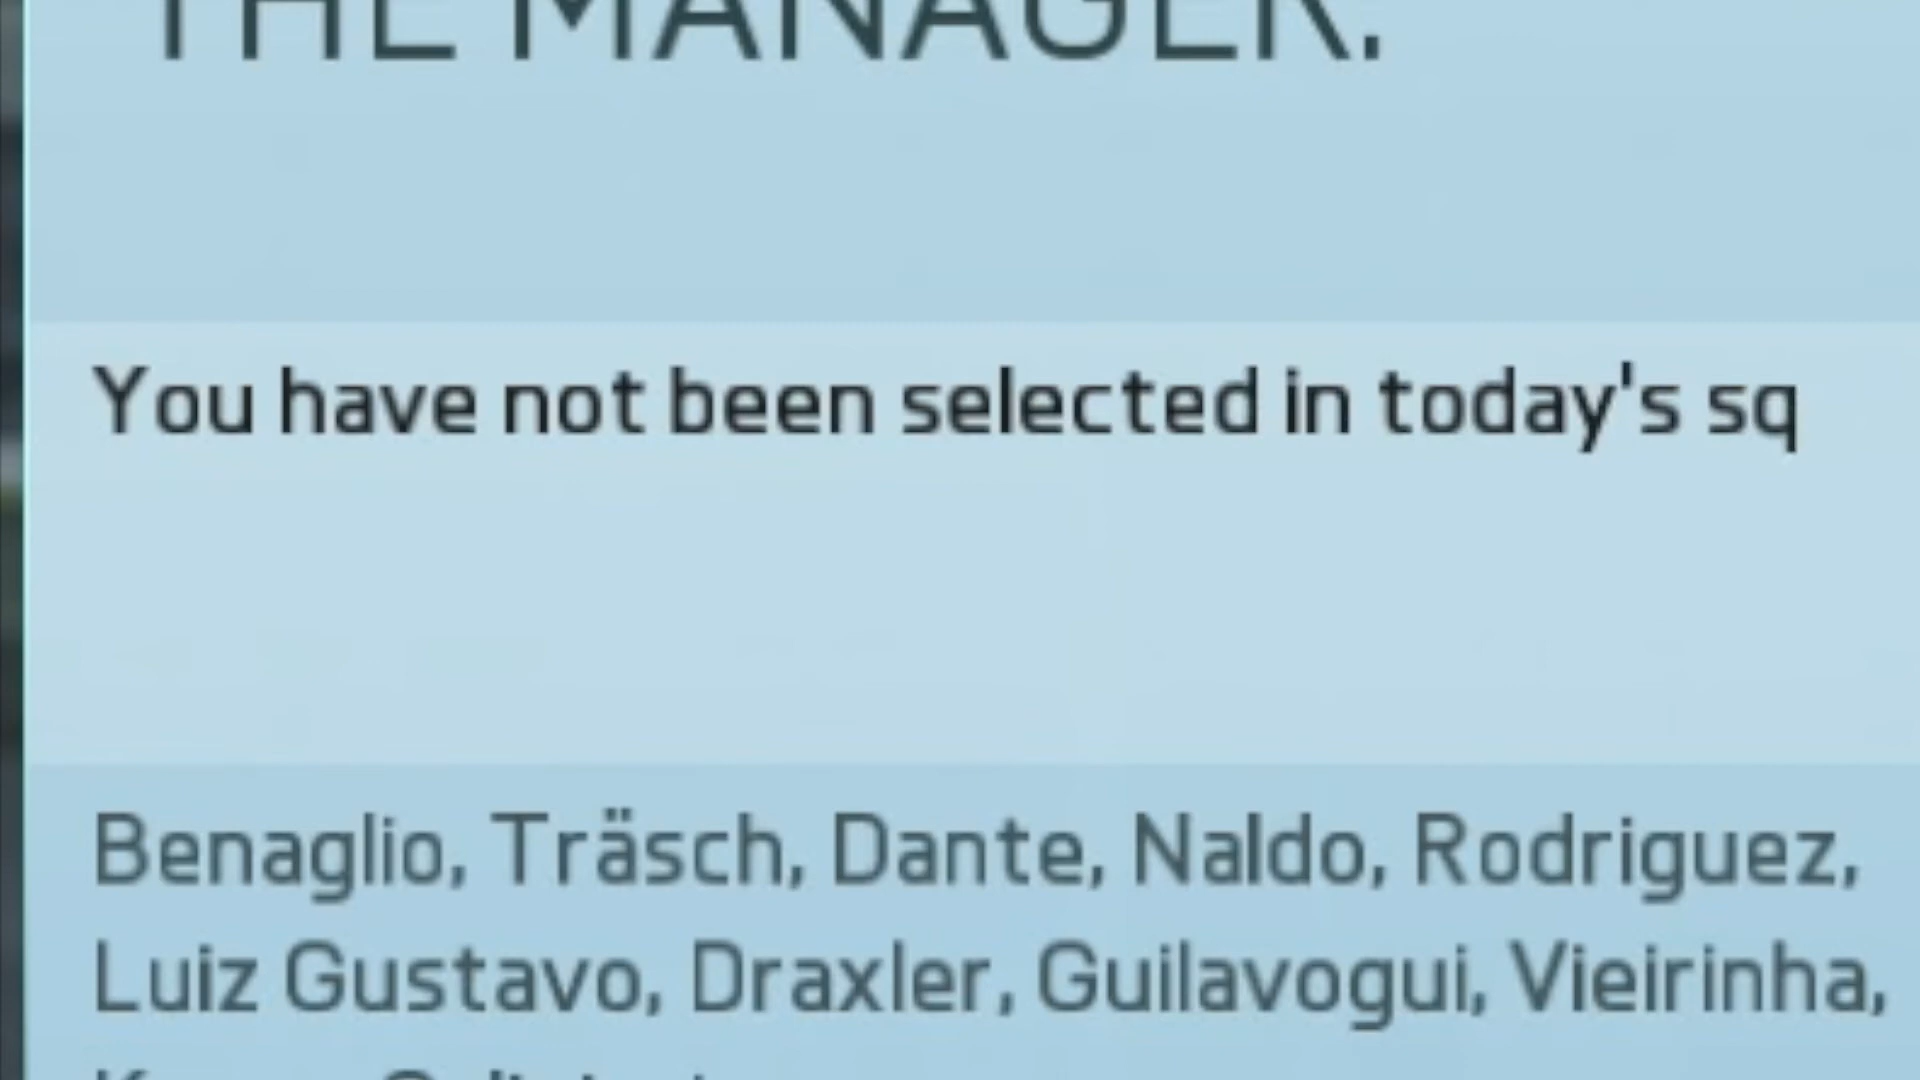 THE MANAGER.
You have not been selected in today's sq
Benaglio, Träsch, Dante, Naldo, Rodriguez,
Luiz Gustavo, Draxler, Guilavogui, Vieirinha,